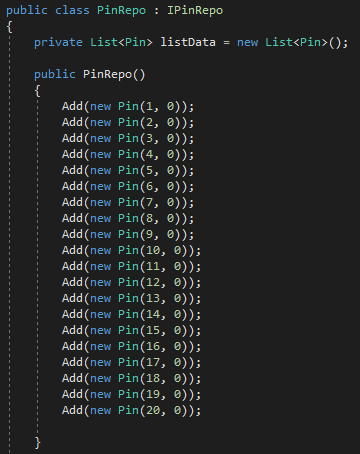 public class PinRepo : IPinRepo
{
    private List<Pin> listData = new List<Pin>();

    public PinRepo()
    {
        Add(new Pin(1, 0));
        Add(new Pin(2, 0));
        Add(new Pin(3, 0));
        Add(new Pin(4, 0));
        Add(new Pin(5, 0));
        Add(new Pin(6, 0));
        Add(new Pin(7, 0));
        Add(new Pin(8, 0));
        Add(new Pin(9, 0));
        Add(new Pin(10, 0));
        Add(new Pin(11, 0));
        Add(new Pin(12, 0));
        Add(new Pin(13, 0));
        Add(new Pin(14, 0));
        Add(new Pin(15, 0));
        Add(new Pin(16, 0));
        Add(new Pin(17, 0));
        Add(new Pin(18, 0));
        Add(new Pin(19, 0));
        Add(new Pin(20, 0));

    }